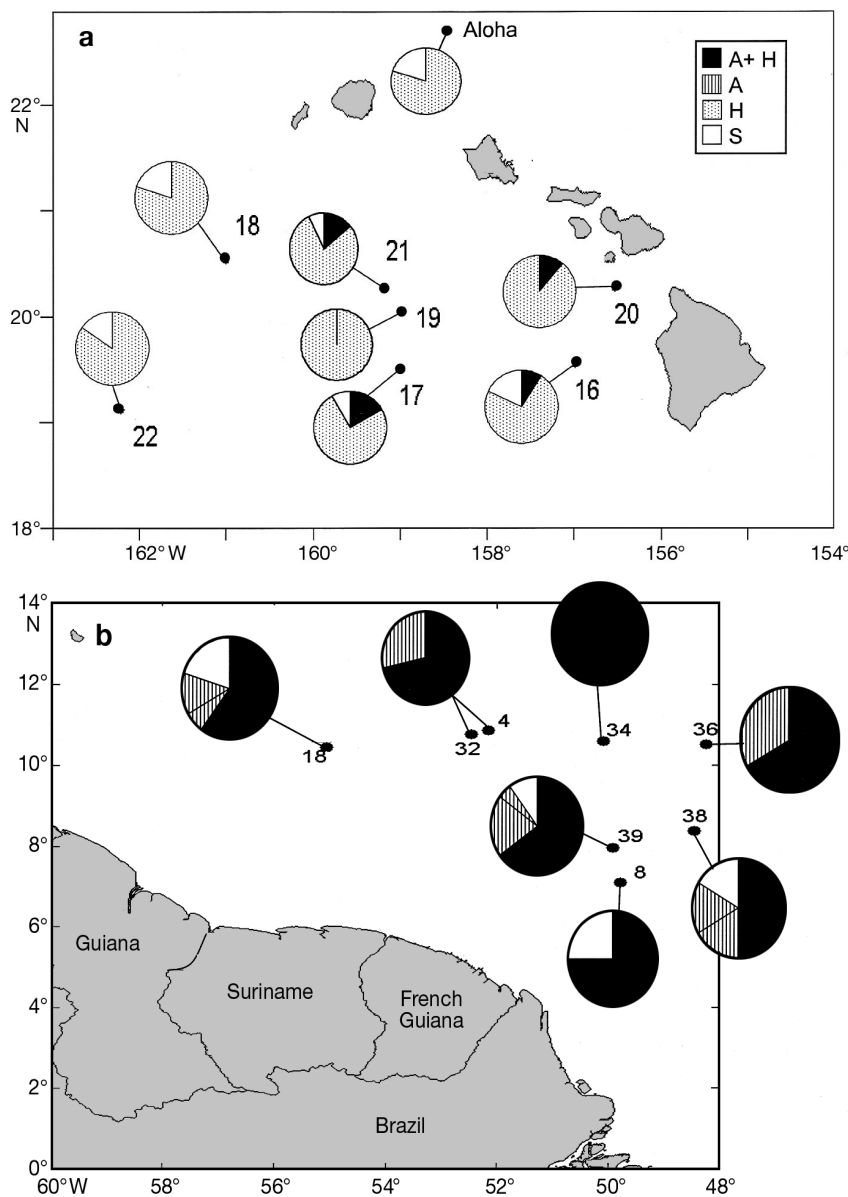 a
Aloha
A+ H
A
H
S
22°
N
18
21
20
20°
19
17
16
22
18°
162° W
160°
158°
156°
154°
14°
N
b
12°
4
34
36
32
18
10°
38
39
8°
8
6°
Guiana
Suriname
French
Guiana
4°
2°
Brazil
0°
60° W
58°
56°
54°
52°
50°
48°